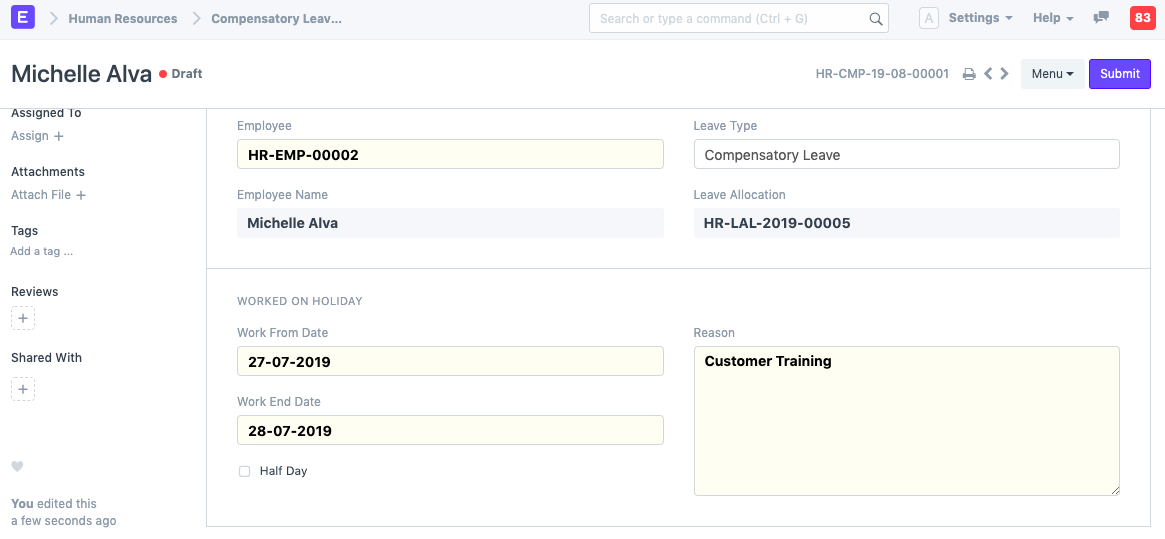 E Human Resources Compensatory Leav... Search or type a command (Ctrl + G) A Settings Help 83
Michelle Alva Draft HR-CMP-19-08-00001 Menu Submit
Assigned To
Assign +
Attachments
Attach File +
Tags
Add a tag ...
Reviews
+
Shared With
+
You edited this
a few seconds ago
Employee
HR-EMP-00002
Employee Name
Michelle Alva
Leave Type
Compensatory Leave
Leave Allocation
HR-LAL-2019-00005
WORKED ON HOLIDAY
Work From Date
27-07-2019
Work End Date
28-07-2019
Half Day
Reason
Customer Training